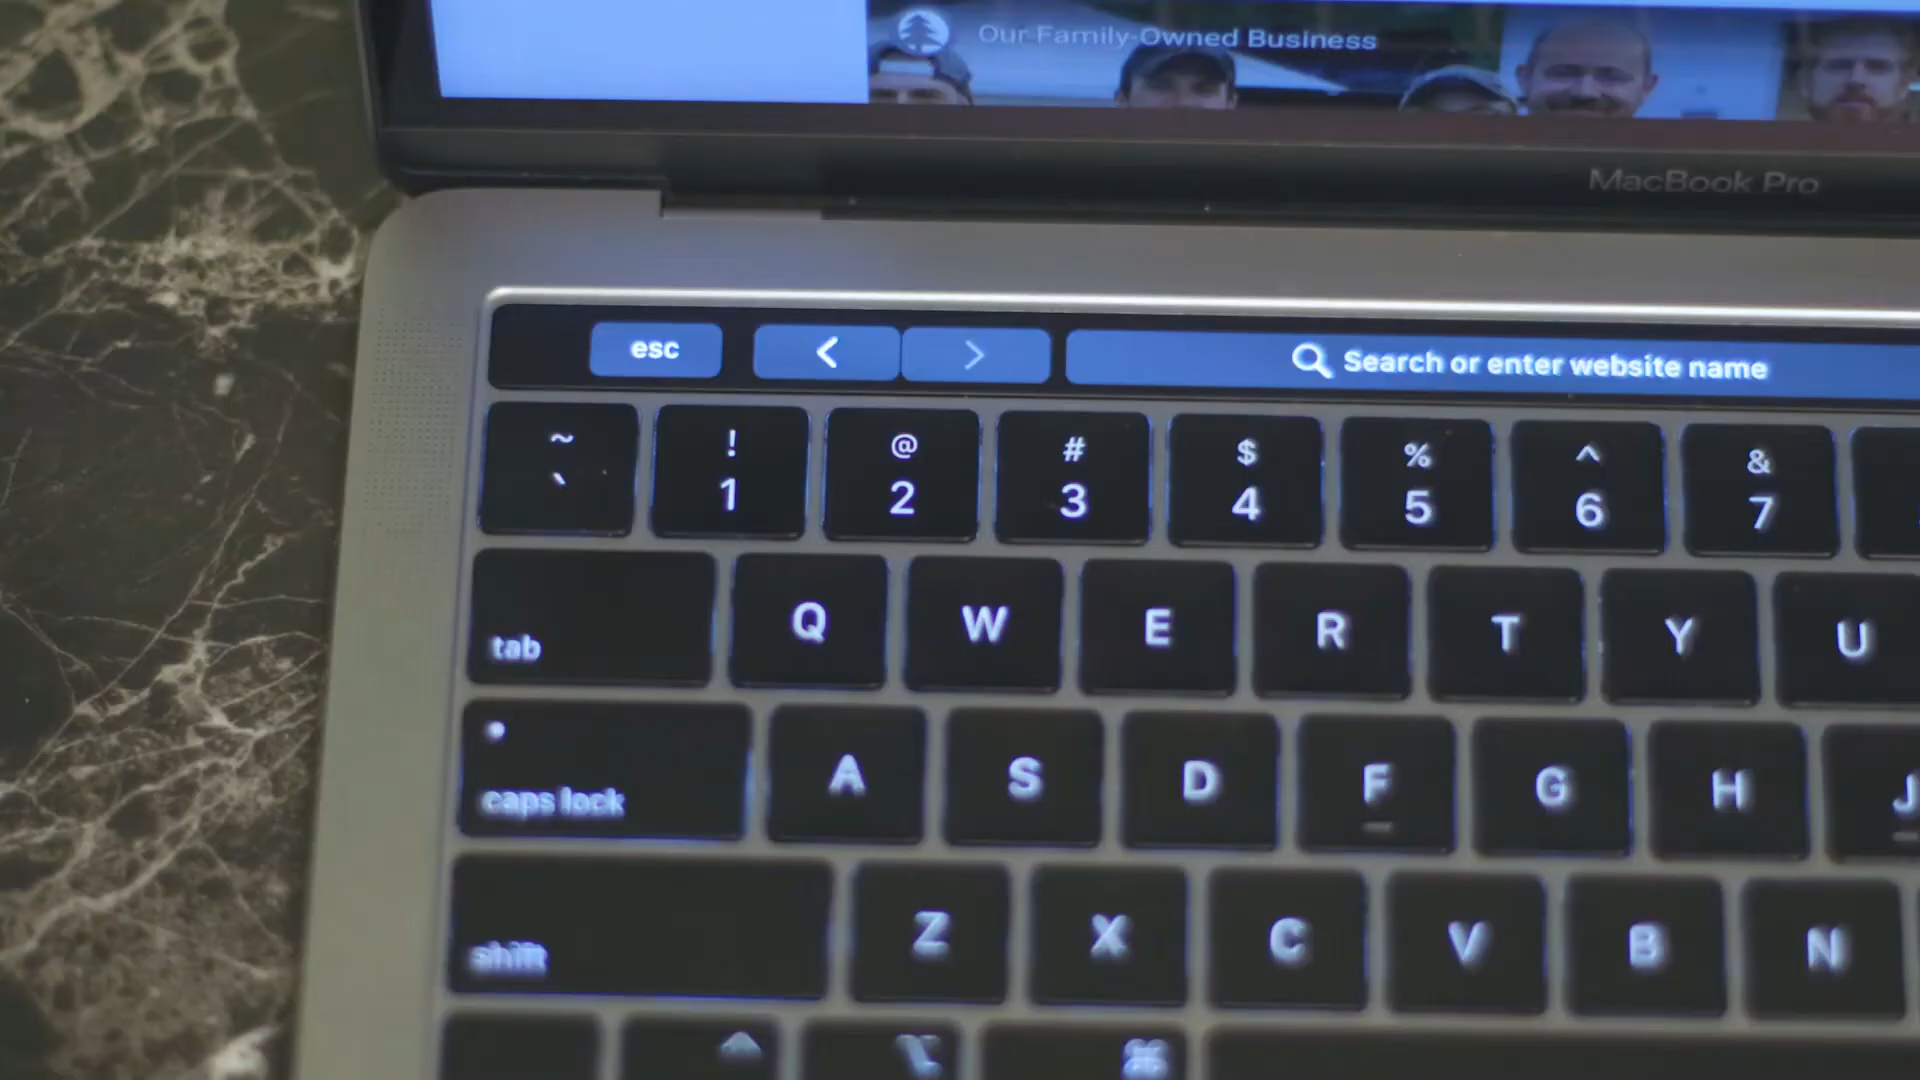 Our Family-Owned Business
MacBook Pro
esc < > Search or enter website name
~ ! @ # $ % ^ &
` 1 2 3 4 5 6 7
tab Q W E R T Y U
caps lock A S D F G H J
shift Z X C V B N
⌥ ⌘